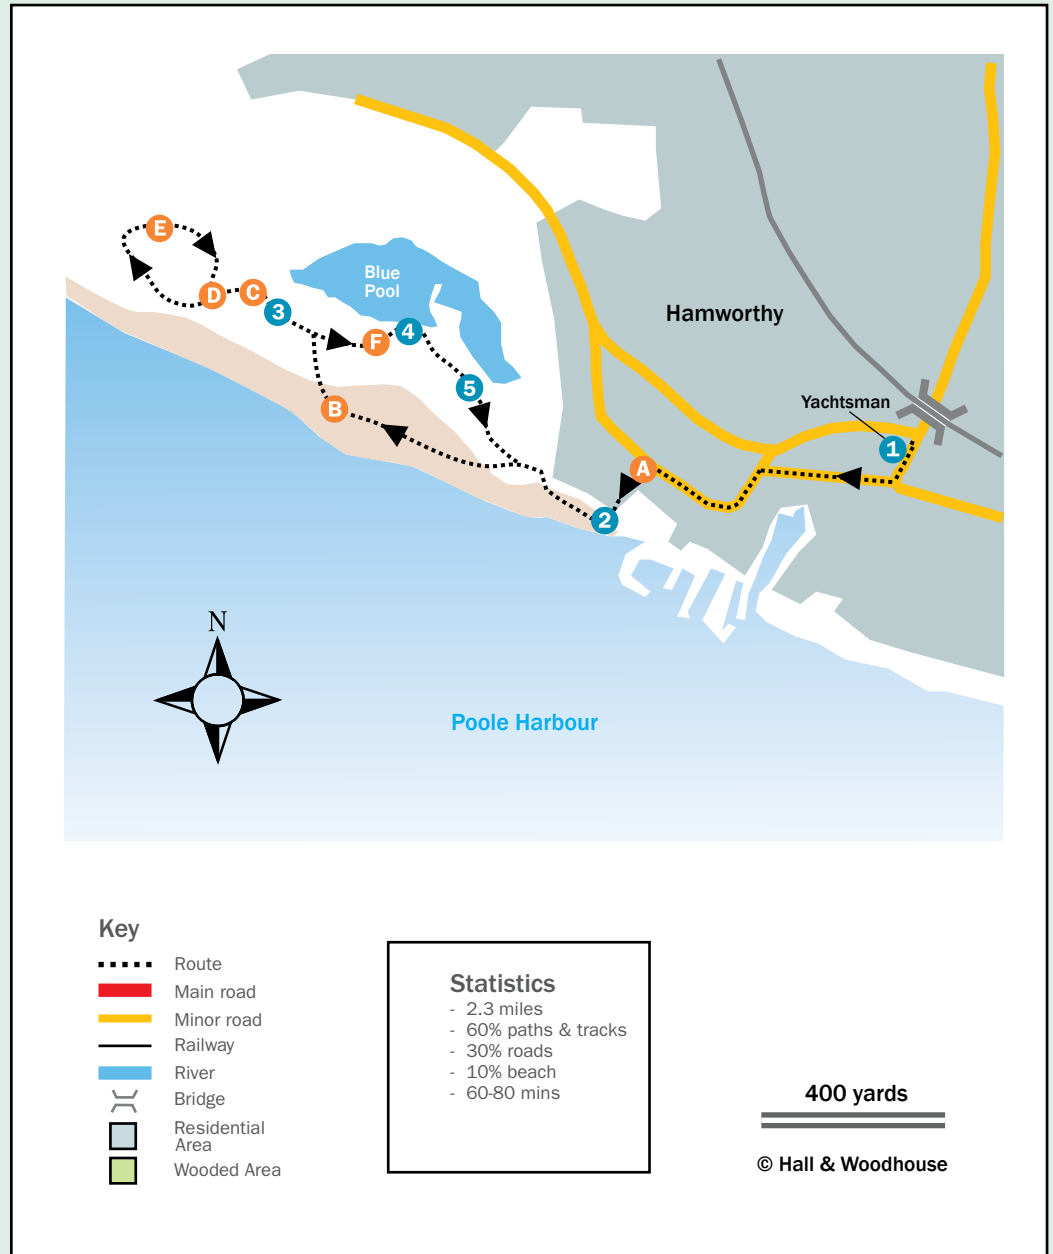 E
D
C
3
Blue
Pool
F
4
5
B
Hamworthy
Yachtsman
1
A
2
N
Poole Harbour
Key
Route
Main road
Minor road
Railway
River
Bridge
Residential
Area
Wooded Area
Statistics
- 2.3 miles
- 60% paths & tracks
- 30% roads
- 10% beach
- 60-80 mins
400 yards
© Hall & Woodhouse